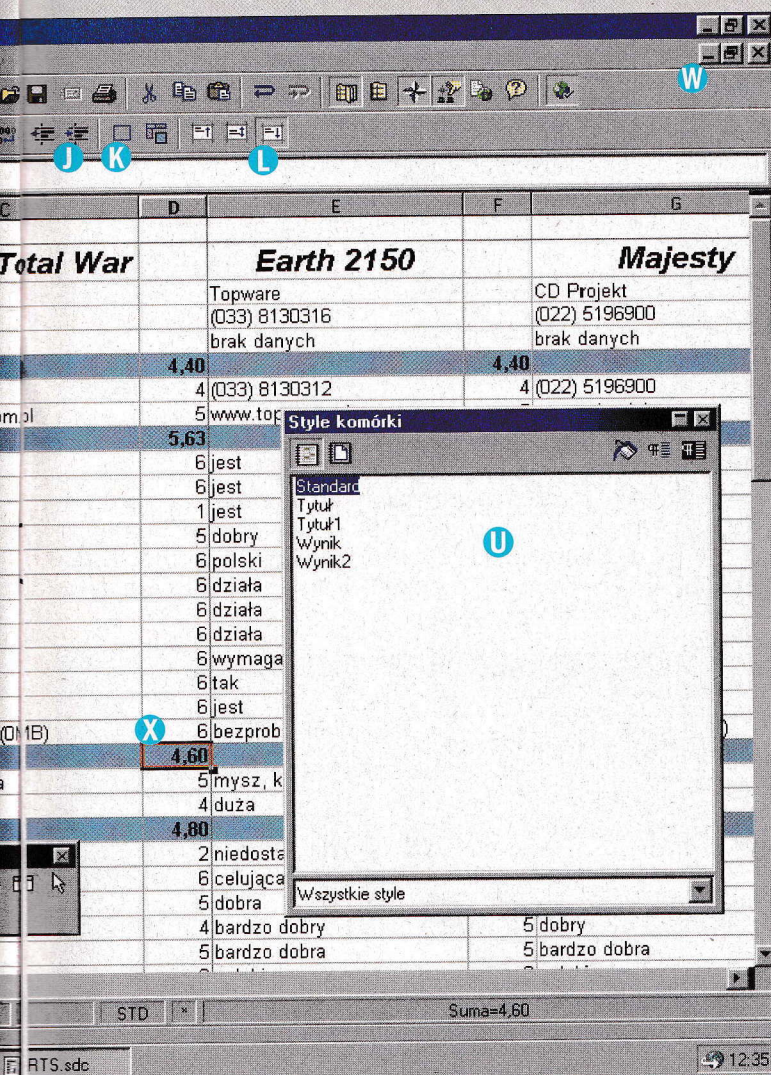 W
J K L
C D E F G
Total War Earth 2150 Majesty
Topware CD Projekt
(033) 8130316 (022) 5196900
brak danych brak danych
4,40 4,40
4 (033) 8130312 4 (022) 5196900
5 www.top
5,63
Style komórki
6 jest
6 jest
1 jest
5 dobry
6 polski
6 działa
6 działa
6 działa
6 wymaga
6 tak
6 jest
(0MB) X 6 bezprob
4,60
5 mysz, k
4 duża
4,80
2 niedosta
6 celująca
5 dobra
4 bardzo dobry 5 dobry
5 bardzo dobra 5 bardzo dobra
Standard
Tytuł
Tytuł1
Wynik
Wynik2
U
Wszystkie style
STD * Suma=4,60
RTS.sdc 12:35